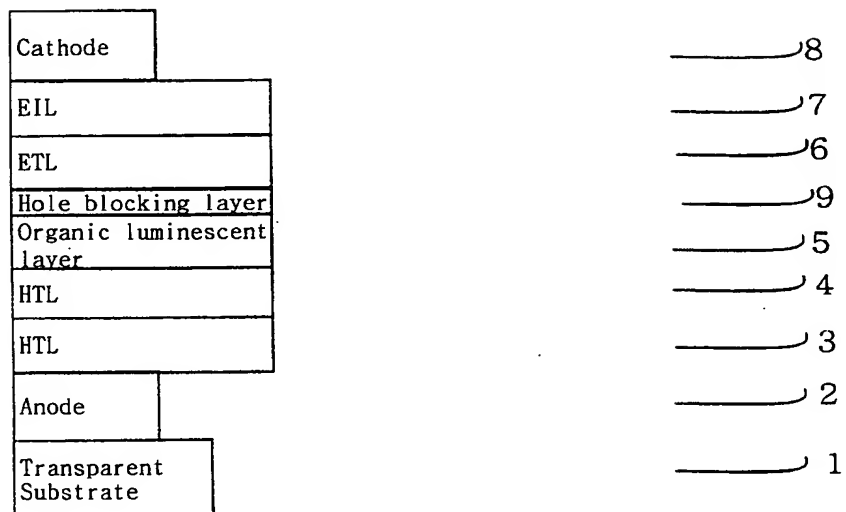 Cathode 8
EIL 7
ETL 6
Hole blocking layer 9
Organic luminescent
layer 5
HTL 4
HTL 3
Anode 2
Transparent
Substrate 1